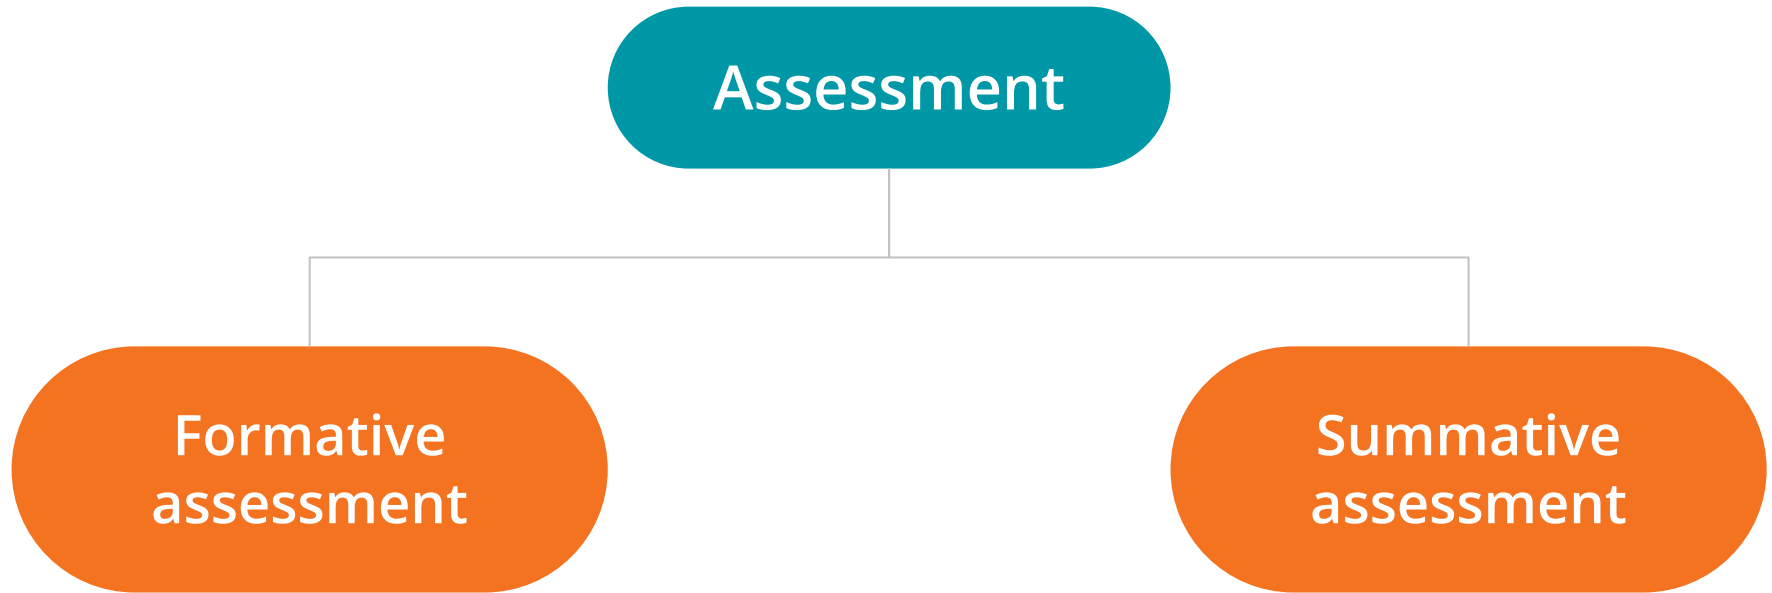 Assessment
Formative
assessment
Summative
assessment